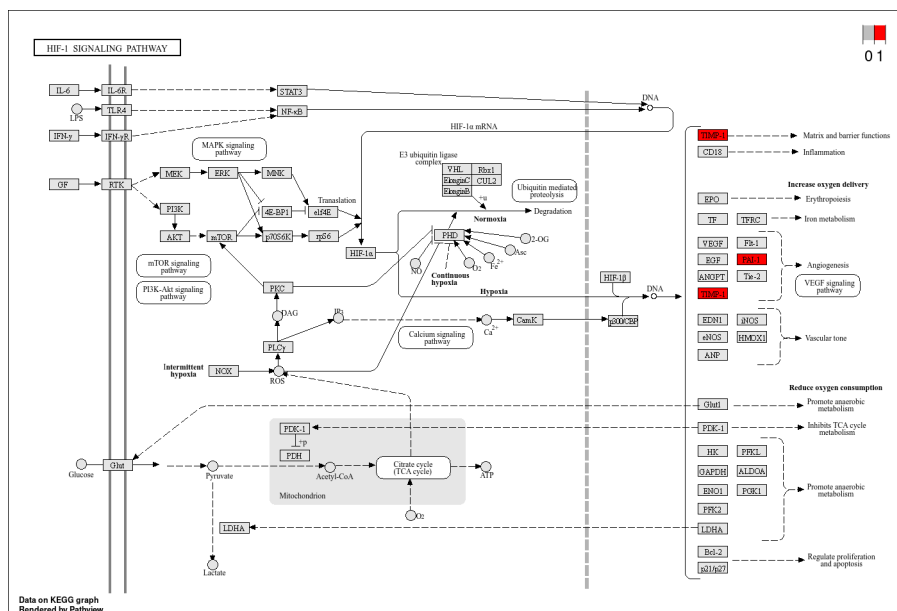 HIF-1 SIGNALING PATHWAY
0 1
IL-6
IL-6R
STAT3
DNA
LPS
TLR4
NF-κB
IFN-γ
IFN-γR
HIF-1α mRNA
TIMP-1
Matrix and barrier functions
CD18
Inflammation
MAPK signaling
pathway
E3 ubiquitin ligase
complex
VHL
Rbx1
ElonginC
CUL2
ElonginB
+u
Ubiquitin mediated
proteolysis
GF
RTK
MEK
ERK
MNK
Translation
PI3K
4E-BP1
eIF4E
Degradation
Normoxia
AKT
mTOR
p70S6K
rpS6
HIF-1α
PHD
2-OG
Asc
Fe2+
O2
NO
Continuous
hypoxia
Hypoxia
Increase oxygen delivery
EPO
Erythropoiesis
TF
TFRC
Iron metabolism
VEGF
Flt-1
EGF
PAI-1
Angiogenesis
ANGPT
Tie-2
VEGF signaling
pathway
TIMP-1
mTOR signaling
pathway
PI3K-Akt signaling
pathway
PKC
HIF-1β
DNA
DAG
IP3
Ca2+
CamK
p300/CBP
Calcium signaling
pathway
PLCγ
EDN1
iNOS
eNOS
HMOX1
Vascular tone
ANP
Intermittent
hypoxia
NOX
ROS
Reduce oxygen consumption
Glut1
Promote anaerobic
metabolism
PDK-1
PDK-1
Inhibits TCA cycle
metabolism
+p
PDH
Glucose
Glut
Pyruvate
Acetyl-CoA
Citrate cycle
(TCA cycle)
ATP
Mitochondrion
O2
HK
PFKL
GAPDH
ALDOA
Promote anaerobic
metabolism
ENO1
PGK1
PFK2
LDHA
LDHA
Lactate
Bcl-2
p21/p27
Regulate proliferation
and apoptosis
Data on KEGG graph
Rendered by Pathview